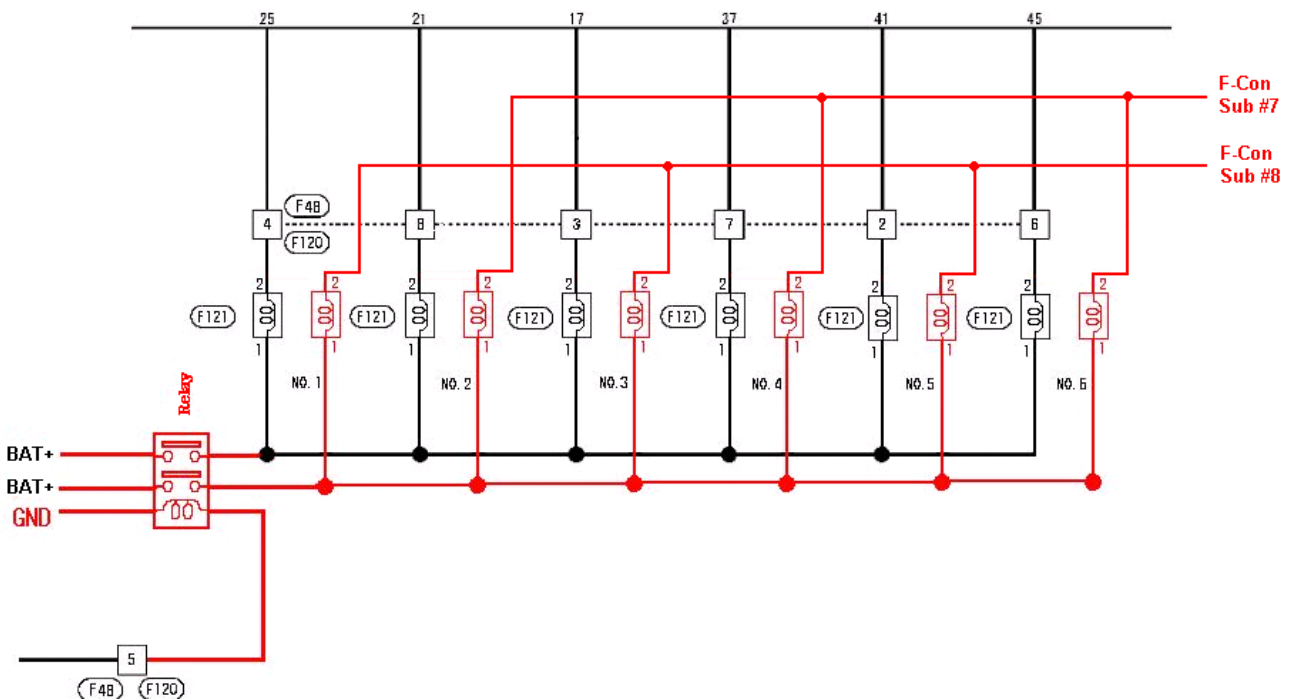 25 21 17 37 41 45
F-Con
Sub #7
F-Con
Sub #8
F48
4 8 3 7 2 6
F120
2 2 2 2 2 2 2 2 2 2 2 2
F121 F121 F121 F121 F121 F121
1 1 1 1 1 1 1 1 1 1 1 1
NO. 1 NO. 2 NO. 3 NO. 4 NO. 5 NO. 6
Relay
BAT+
BAT+
GND
5
F48 F120